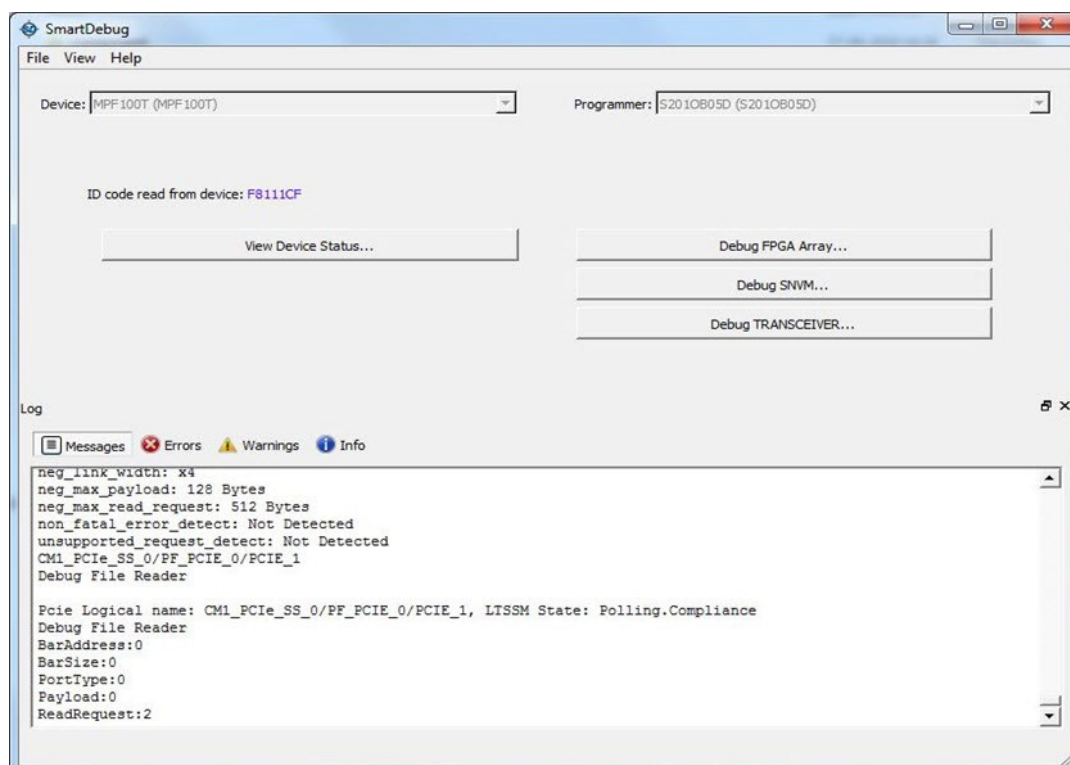 SmartDebug
File View Help
Device: MPF100T (MPF100T) Programmer: S201OB05D (S201OB05D)
ID code read from device: F8111CF
View Device Status... Debug FPGA Array...
Debug SNVM...
Debug TRANSCEIVER...
Log
Messages Errors Warnings Info
neg_link_width: x4
neg_max_payload: 128 Bytes
neg_max_read_request: 512 Bytes
non_fatal_error_detect: Not Detected
unsupported_request_detect: Not Detected
CM1_PCIe_SS_0/PF_PCIE_0/PCIE_1
Debug File Reader
Pcie Logical name: CM1_PCIe_SS_0/PF_PCIE_0/PCIE_1, LTSSM State: Polling.Compliance
Debug File Reader
BarAddress:0
BarSize:0
PortType:0
Payload:0
ReadRequest:2